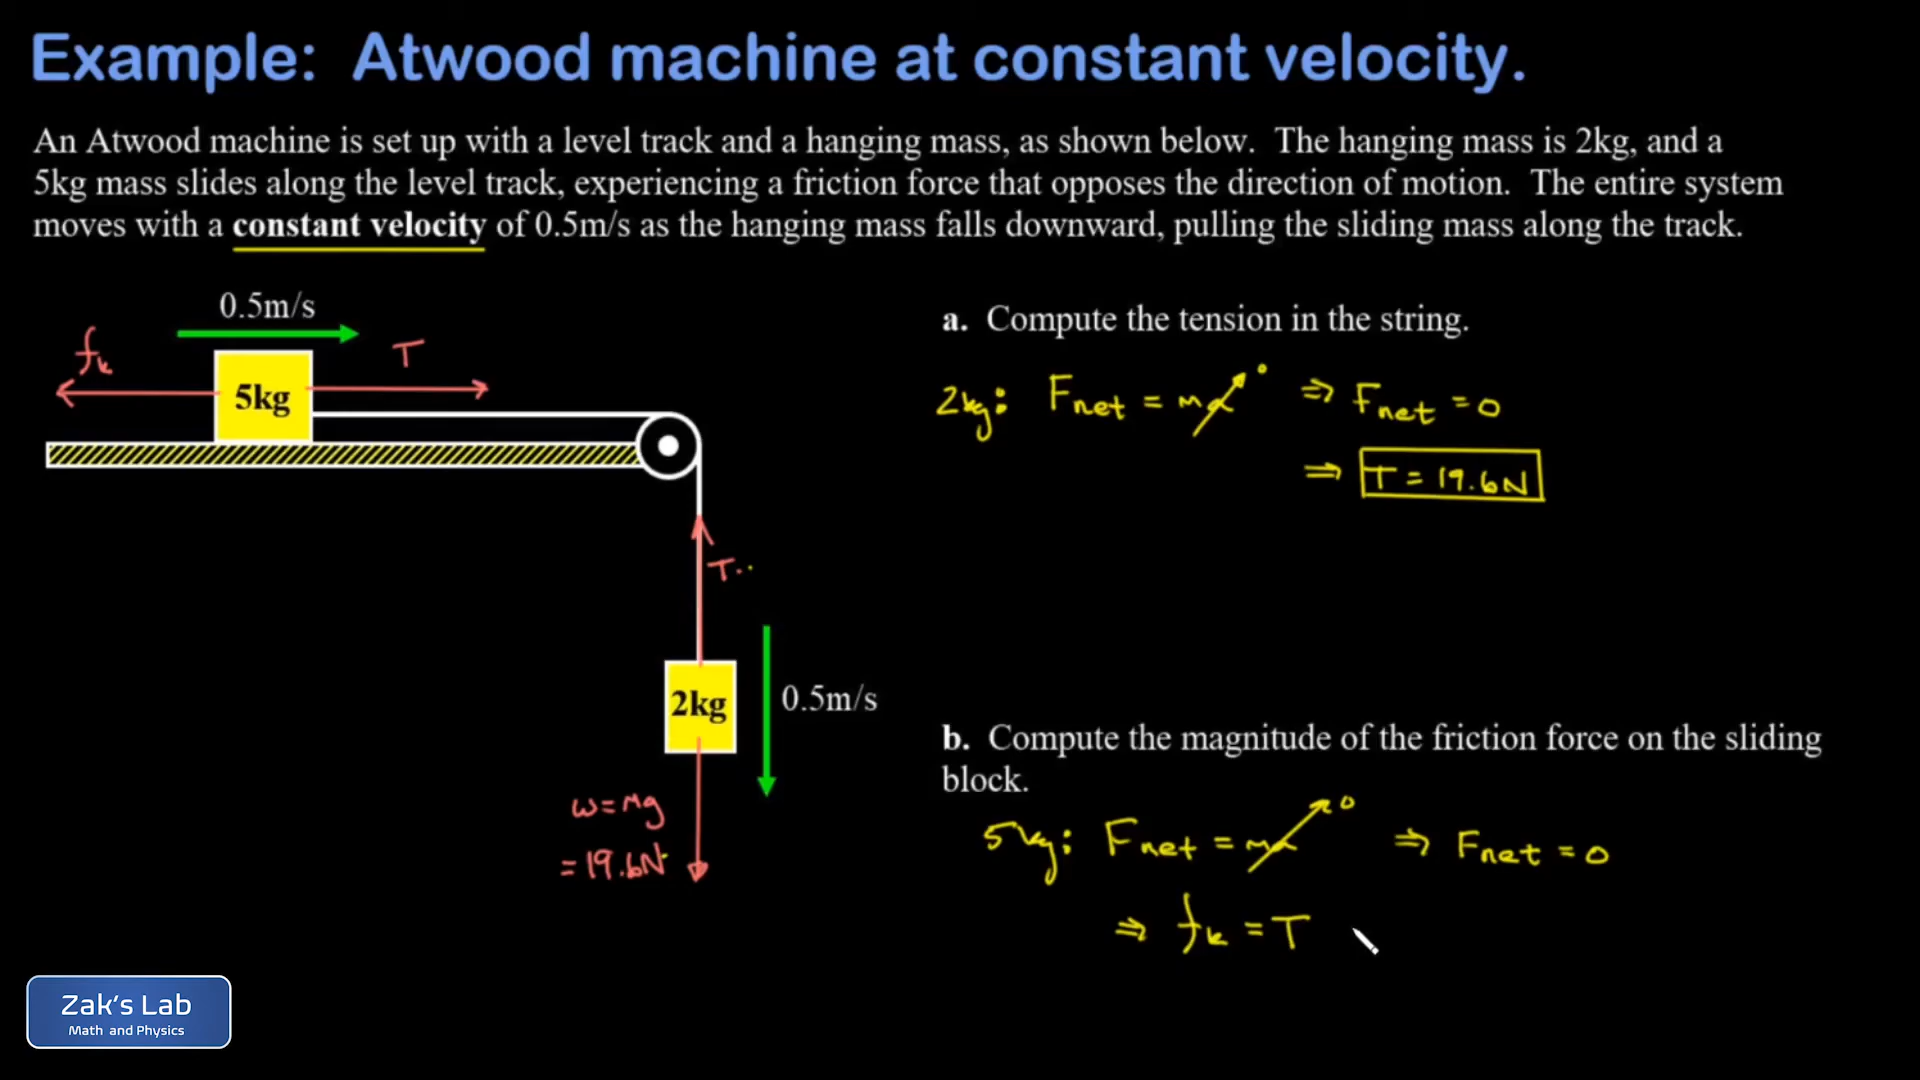 Example: Atwood machine at constant velocity.
An Atwood machine is set up with a level track and a hanging mass, as shown below. The hanging mass is 2kg, and a
5kg mass slides along the level track, experiencing a friction force that opposes the direction of motion. The entire system
moves with a constant velocity of 0.5m/s as the hanging mass falls downward, pulling the sliding mass along the track.
0.5m/s
fk
T
5kg
T
2kg
0.5m/s
w=mg
=19.6N
a. Compute the tension in the string.
2kg: Fnet = ma 0 ⇒ Fnet = 0
⇒ T = 19.6N
b. Compute the magnitude of the friction force on the sliding
block.
5kg: Fnet = ma 0 ⇒ Fnet = 0
⇒ fk = T
Zak's Lab
Math and Physics